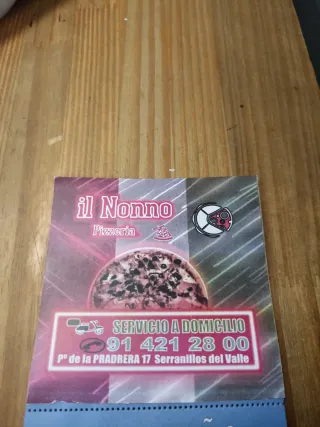 il Nonno
Pizzeria
SERVICIO A DOMICILIO
91 421 28 00
Pº de la PRADRERA 17 Serranillos del Valle